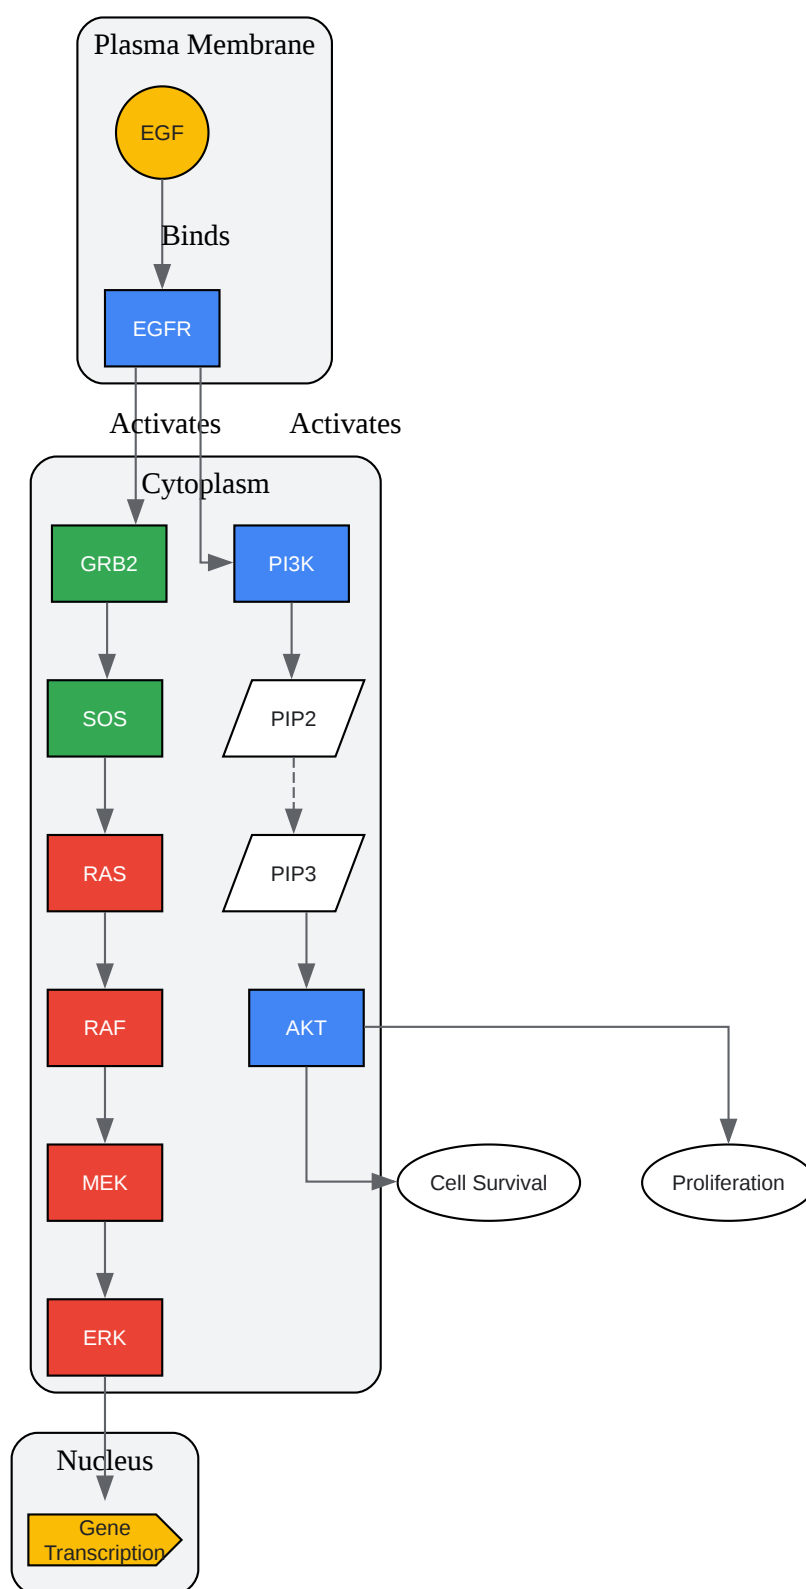 Plasma Membrane
EGF
Binds
EGFR
Activates
Activates
Cytoplasm
GRB2
PI3K
SOS
PIP2
RAS
PIP3
RAF
AKT
MEK
Cell Survival
Proliferation
ERK
Nucleus
Gene
Transcription